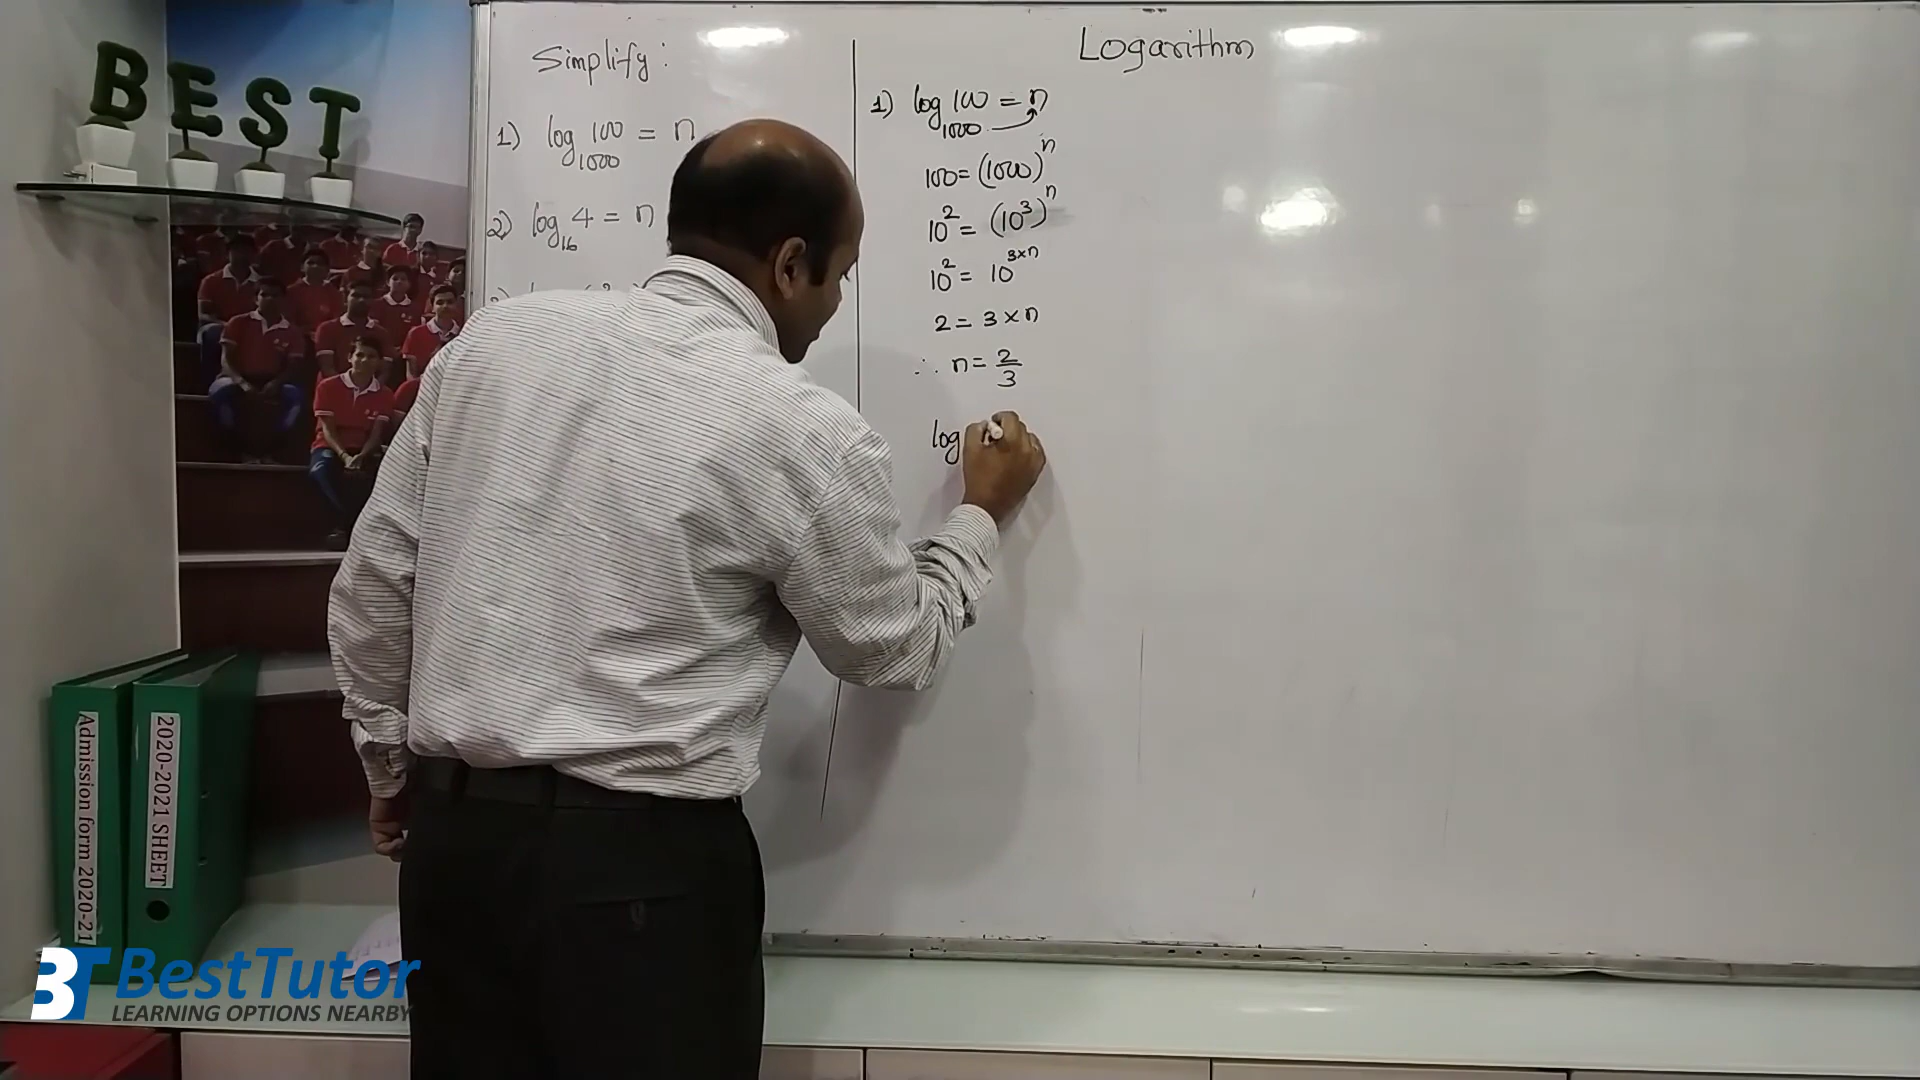 BEST
Simplify :
1) log₁₀₀₀ 100 = n
2) log₁₆ 4 = n
Logarithm
1) log₁₀₀₀ 100 = n
100 = (1000)ⁿ
10² = (10³)ⁿ
10² = 10³ˣⁿ
2 = 3 × n
∴ n = 2/3
log
Admission form 2020-21
2020-2021 SHEET
BT BestTutor
LEARNING OPTIONS NEARBY